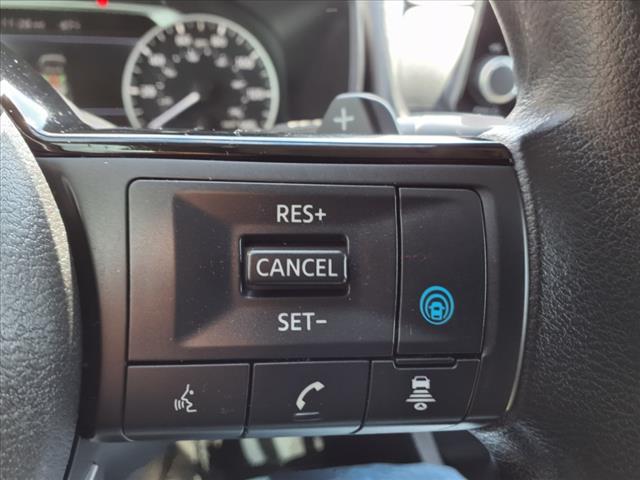 +
RES+
CANCEL
SET-